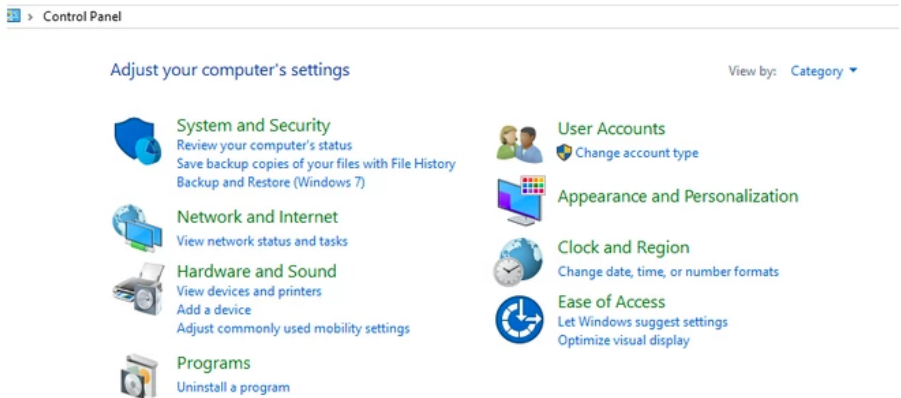 Control Panel
Adjust your computer's settings
View by: Category
System and Security
Review your computer's status
Save backup copies of your files with File History
Backup and Restore (Windows 7)
Network and Internet
View network status and tasks
Hardware and Sound
View devices and printers
Add a device
Adjust commonly used mobility settings
Programs
Uninstall a program
User Accounts
Change account type
Appearance and Personalization
Clock and Region
Change date, time, or number formats
Ease of Access
Let Windows suggest settings
Optimize visual display